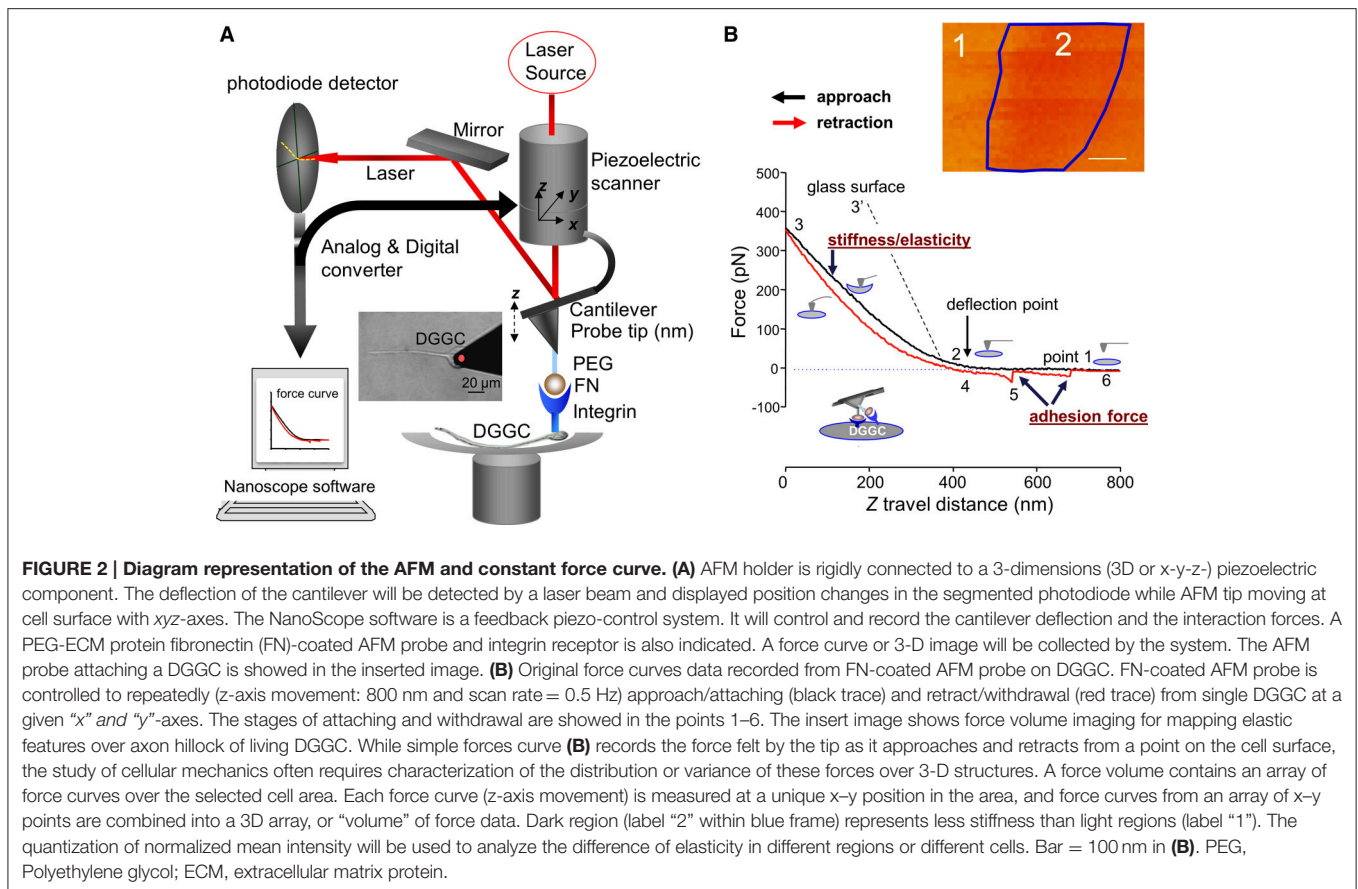 A
Laser
Source
photodiode detector
Mirror
Laser
Piezoelectric
scanner
z
y
x
Analog & Digital
converter
z
Cantilever
Probe tip (nm)
DGGC
20 µm
PEG
FN
Integrin
DGGC
force curve
Nanoscope software
B
1
2
approach
retraction
500
400
300
200
100
0
-100
Force (pN)
glass surface
3'
3
stiffness/elasticity
deflection point
2
point 1
4
5
6
adhesion force
DGGC
0
200
400
600
800
Z travel distance (nm)
FIGURE 2 | Diagram representation of the AFM and constant force curve. (A) AFM holder is rigidly connected to a 3-dimensions (3D or x-y-z-) piezoelectric
component. The deflection of the cantilever will be detected by a laser beam and displayed position changes in the segmented photodiode while AFM tip moving at
cell surface with xyz-axes. The NanoScope software is a feedback piezo-control system. It will control and record the cantilever deflection and the interaction forces. A
PEG-ECM protein fibronectin (FN)-coated AFM probe and integrin receptor is also indicated. A force curve or 3-D image will be collected by the system. The AFM
probe attaching a DGGC is showed in the inserted image. (B) Original force curves data recorded from FN-coated AFM probe on DGGC. FN-coated AFM probe is
controlled to repeatedly (z-axis movement: 800 nm and scan rate = 0.5 Hz) approach/attaching (black trace) and retract/withdrawal (red trace) from single DGGC at a
given "x" and "y"-axes. The stages of attaching and withdrawal are showed in the points 1–6. The insert image shows force volume imaging for mapping elastic
features over axon hillock of living DGGC. While simple forces curve (B) records the force felt by the tip as it approaches and retracts from a point on the cell surface,
the study of cellular mechanics often requires characterization of the distribution or variance of these forces over 3-D structures. A force volume contains an array of
force curves over the selected cell area. Each force curve (z-axis movement) is measured at a unique x–y position in the area, and force curves from an array of x–y
points are combined into a 3D array, or "volume" of force data. Dark region (label "2" within blue frame) represents less stiffness than light regions (label "1"). The
quantization of normalized mean intensity will be used to analyze the difference of elasticity in different regions or different cells. Bar = 100 nm in (B). PEG,
Polyethylene glycol; ECM, extracellular matrix protein.